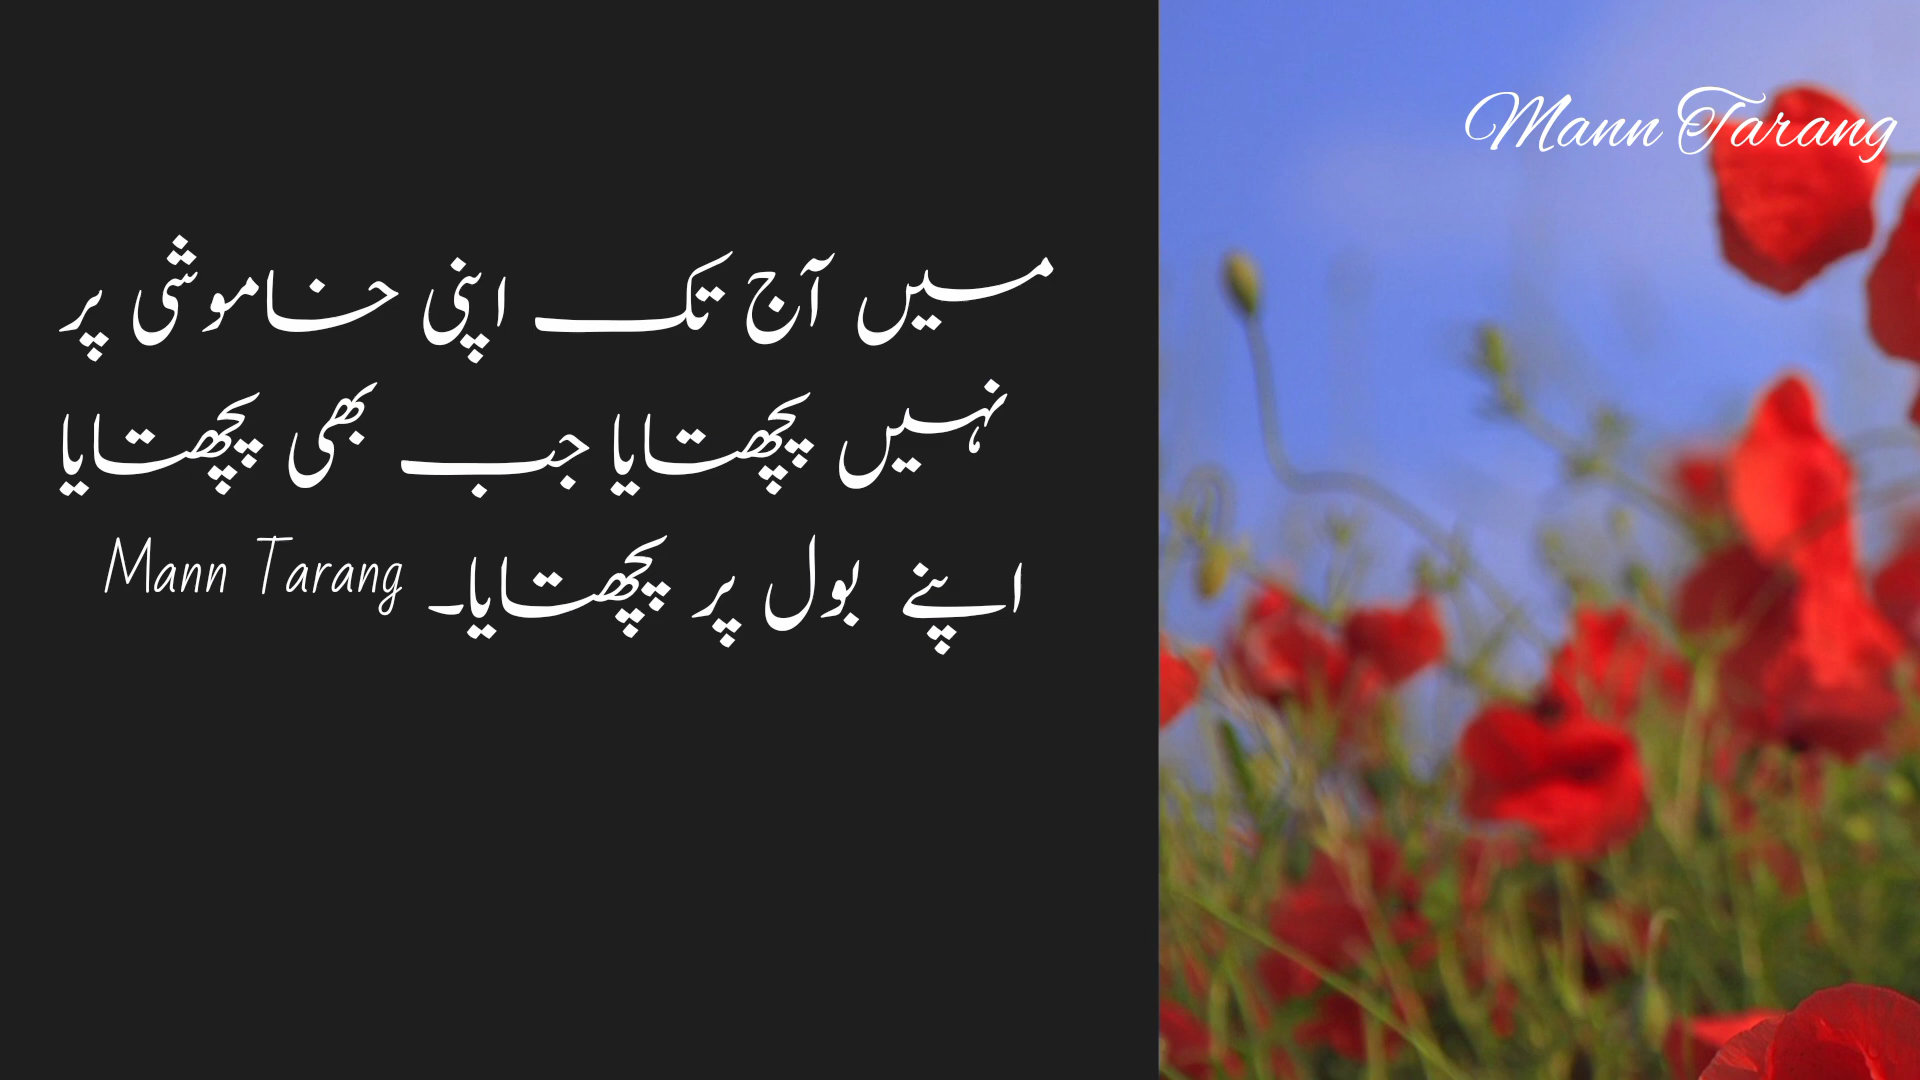 Mann Tarang
میں آج تک اپنی خاموشی پر
نہیں پچھتایا جب بھی پچھتایا
اپنے بول پر پچھتایا۔ Mann Tarang